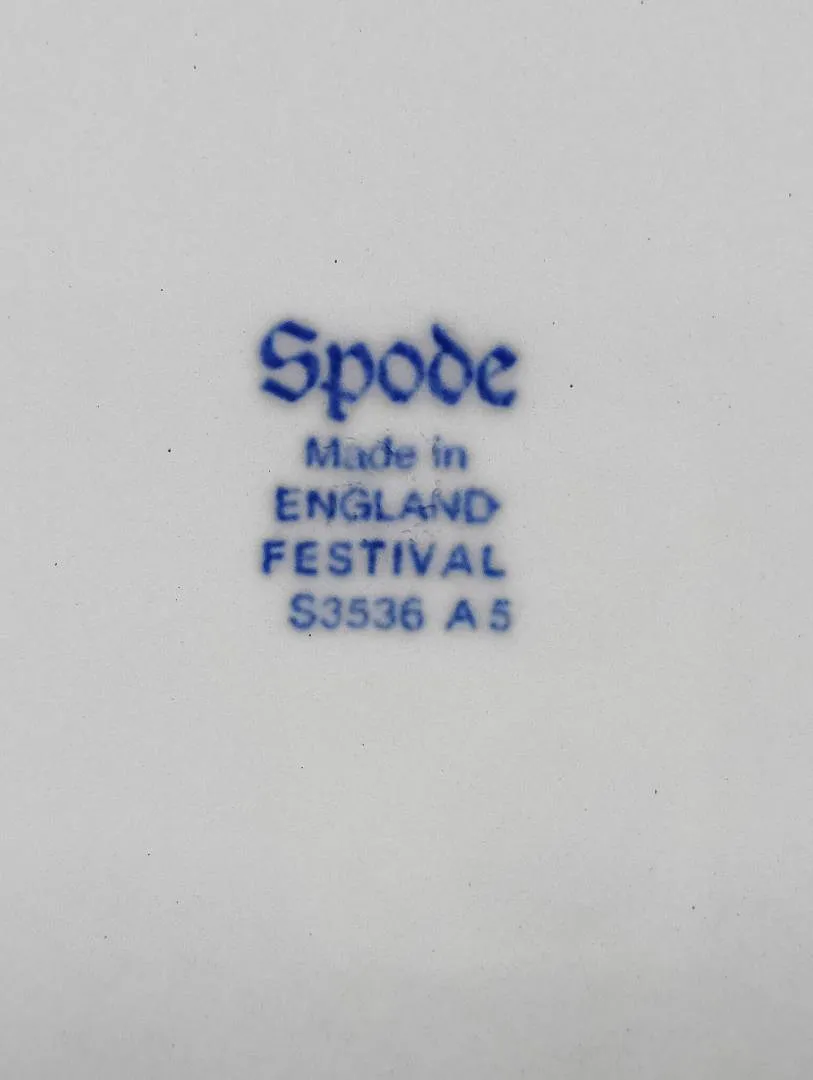 Spode
Made in
ENGLAND
FESTIVAL
S3536 A5